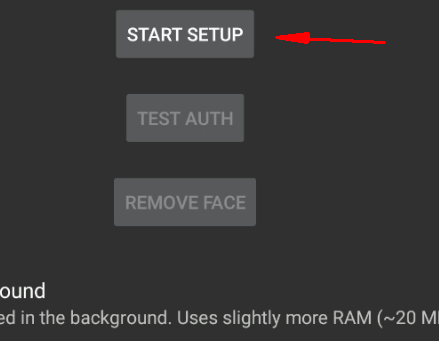 START SETUP
TEST AUTH
REMOVE FACE
ound
ed in the background. Uses slightly more RAM (~20 M